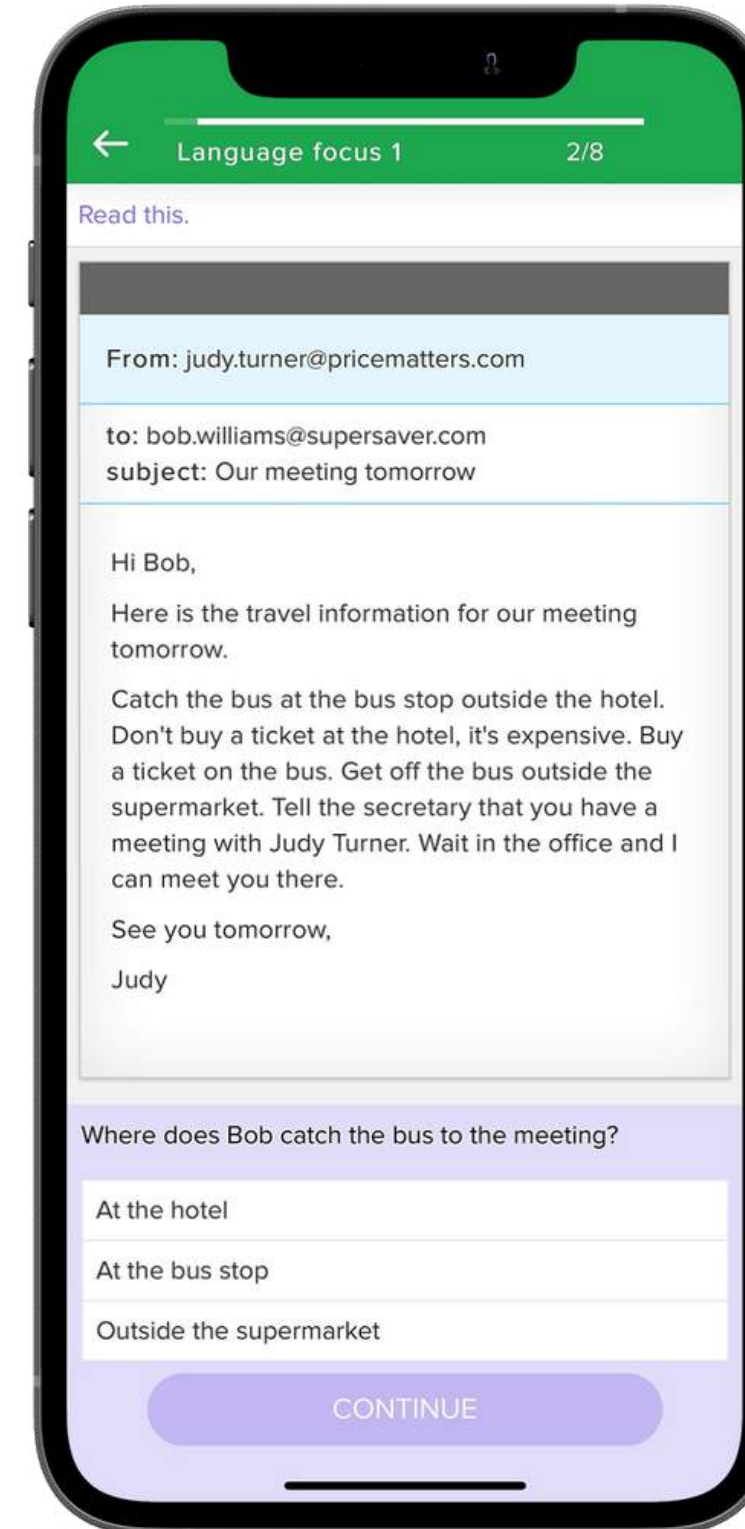 Language focus 1 2/8
Read this.
From: judy.turner@pricematters.com
to: bob.williams@supersaver.com
subject: Our meeting tomorrow
Hi Bob,
Here is the travel information for our meeting
tomorrow.
Catch the bus at the bus stop outside the hotel.
Don't buy a ticket at the hotel, it's expensive. Buy
a ticket on the bus. Get off the bus outside the
supermarket. Tell the secretary that you have a
meeting with Judy Turner. Wait in the office and I
can meet you there.
See you tomorrow,
Judy
Where does Bob catch the bus to the meeting?
At the hotel
At the bus stop
Outside the supermarket
CONTINUE